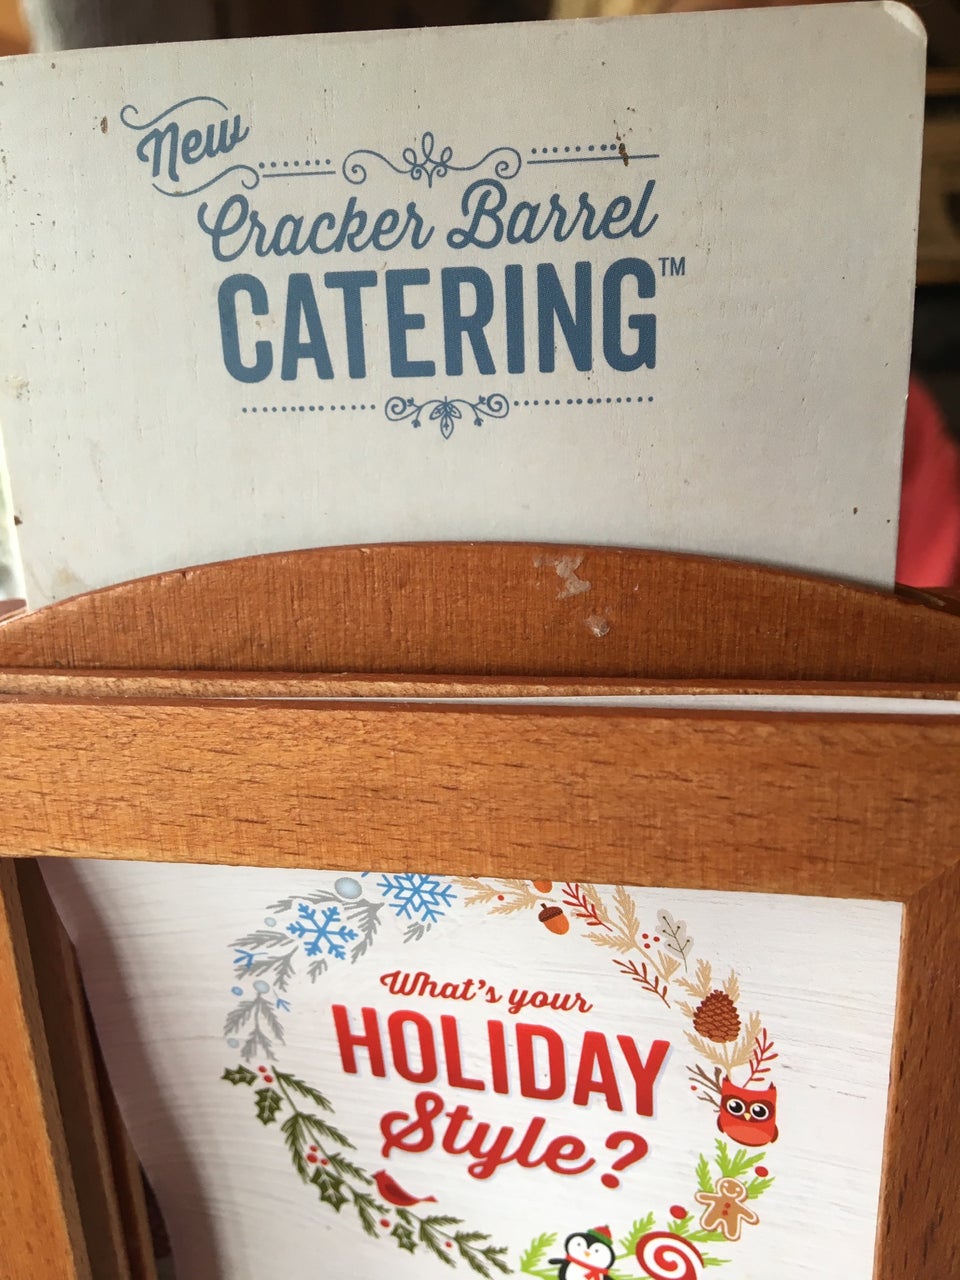 New
Cracker Barrel
CATERING™
What's your
HOLIDAY
Style?